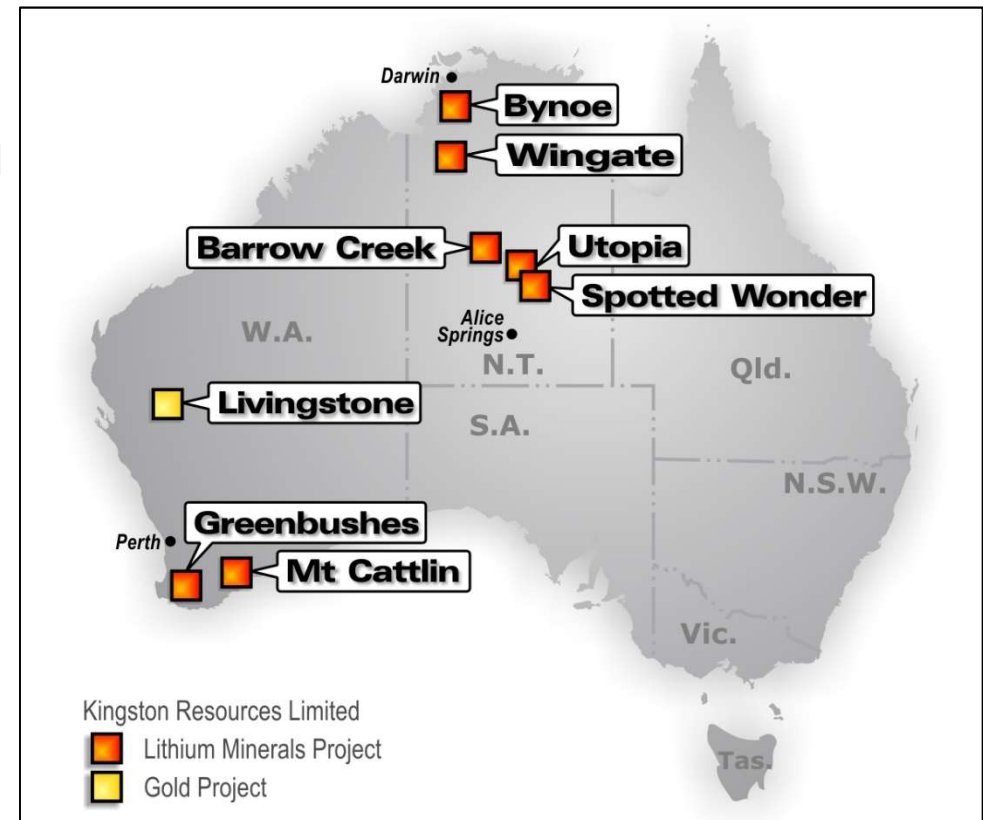 Darwin
Bynoe
Wingate
Barrow Creek
Utopia
Spotted Wonder
Alice
Springs
W.A.
N.T.
Qld.
Livingstone
S.A.
N.S.W.
Greenbushes
Perth
Mt Cattlin
Vic.
Kingston Resources Limited
Lithium Minerals Project
Gold Project
Tas.